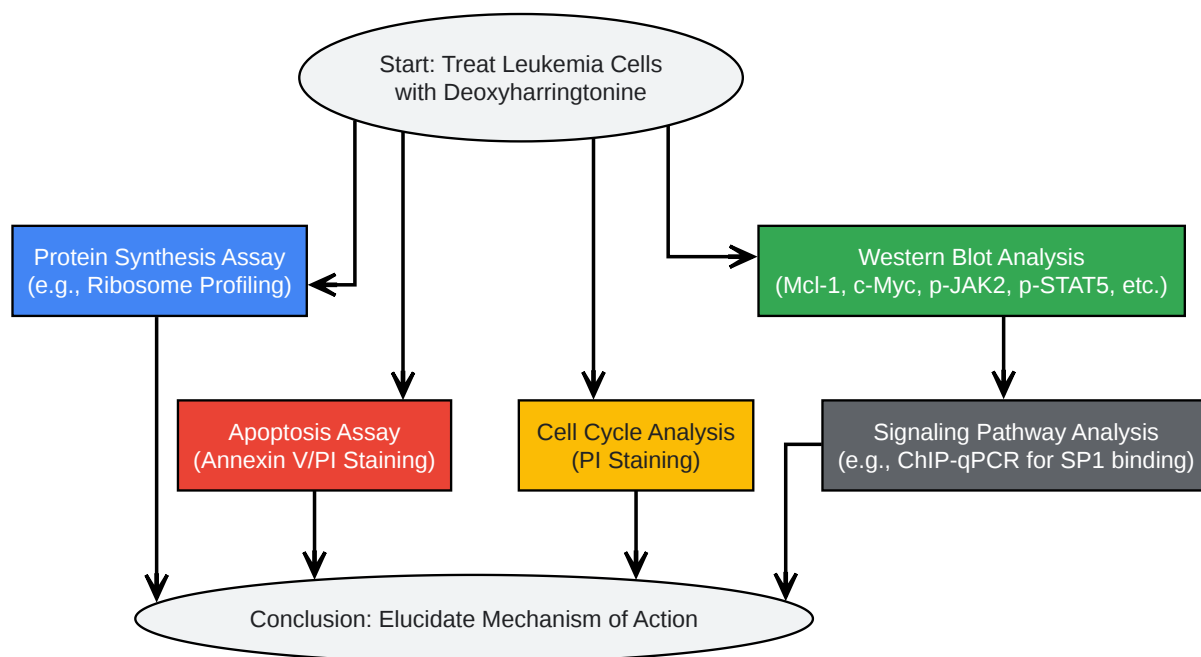 Start: Treat Leukemia Cells
with Deoxyharringtonine
Protein Synthesis Assay
(e.g., Ribosome Profiling)
Western Blot Analysis
(Mcl-1, c-Myc, p-JAK2, p-STAT5, etc.)
Apoptosis Assay
(Annexin V/PI Staining)
Cell Cycle Analysis
(PI Staining)
Signaling Pathway Analysis
(e.g., ChIP-qPCR for SP1 binding)
Conclusion: Elucidate Mechanism of Action